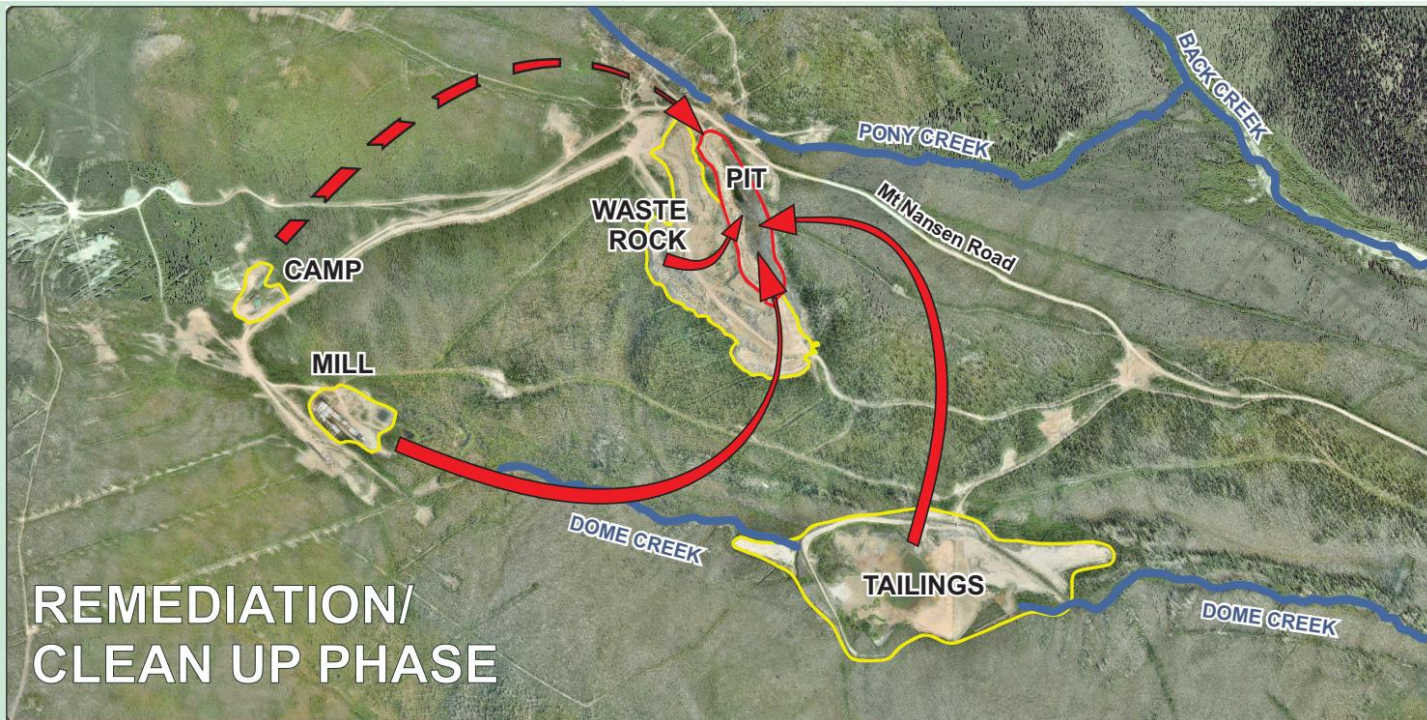 BACK CREEK
PONY CREEK
PIT
Mt Nansen Road
WASTE
ROCK
CAMP
MILL
DOME CREEK
TAILINGS
DOME CREEK
REMEDIATION/
CLEAN UP PHASE